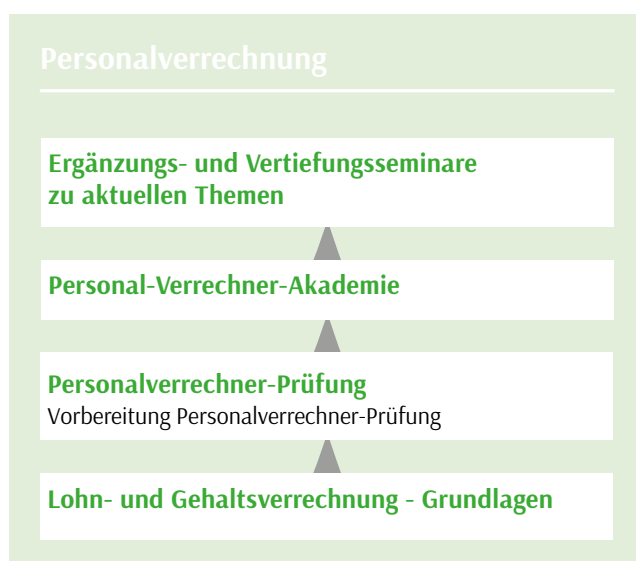 Personalverrechnung
Ergänzungs- und Vertiefungsseminare
zu aktuellen Themen
Personal-Verrechner-Akademie
Personalverrechner-Prüfung
Vorbereitung Personalverrechner-Prüfung
Lohn- und Gehaltsverrechnung - Grundlagen